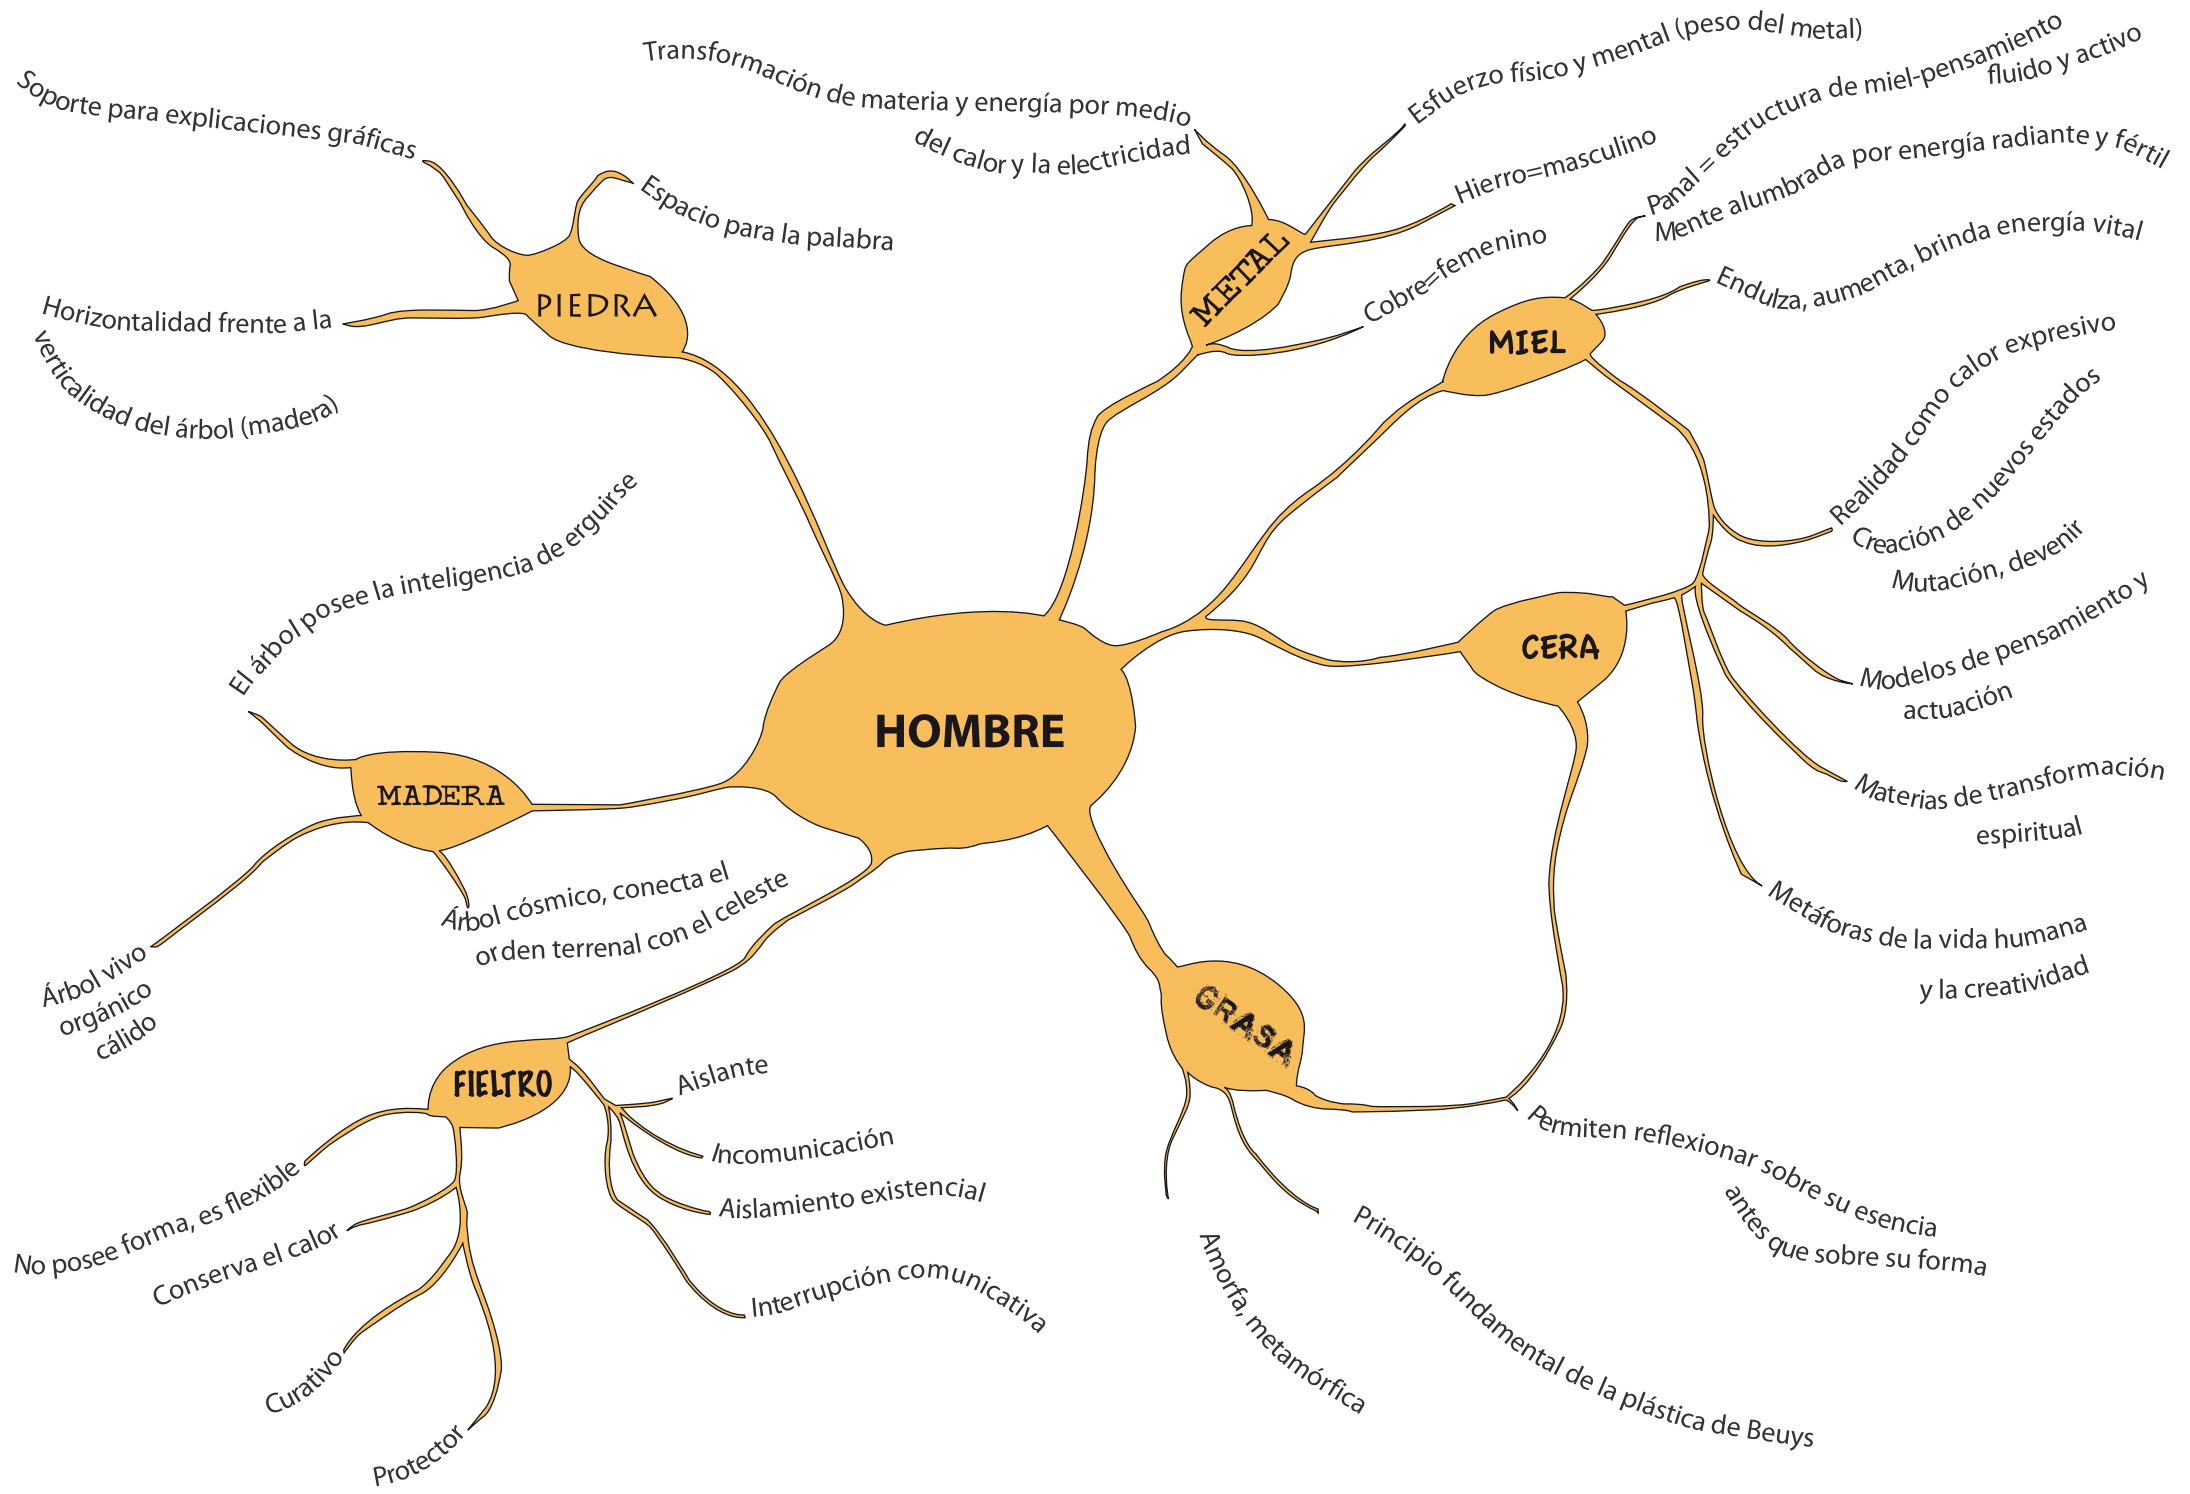 Soporte para explicaciones gráficas
Espacio para la palabra
Horizontalidad frente a la
verticalidad del árbol (madera)
PIEDRA
Transformación de materia y energía por medio
del calor y la electricidad
Esfuerzo físico y mental (peso del metal)
Hierro=masculino
Cobre=femenino
METAL
Panal = estructura de miel-pensamiento
fluido y activo
Mente alumbrada por energía radiante y fértil
Endulza, aumenta, brinda energía vital
MIEL
Realidad como calor expresivo
Creación de nuevos estados
Mutación, devenir
CERA
Modelos de pensamiento y
actuación
Materias de transformación
espiritual
Metáforas de la vida humana
y la creatividad
HOMBRE
El árbol posee la inteligencia de erguirse
MADERA
Árbol cósmico, conecta el
orden terrenal con el celeste
Árbol vivo
orgánico
cálido
FIELTRO
Aislante
Incomunicación
Aislamiento existencial
Interrupción comunicativa
No posee forma, es flexible
Conserva el calor
Curativo
Protector
GRASA
Permiten reflexionar sobre su esencia
antes que sobre su forma
Principio fundamental de la plástica de Beuys
Amorfa, metamórfica